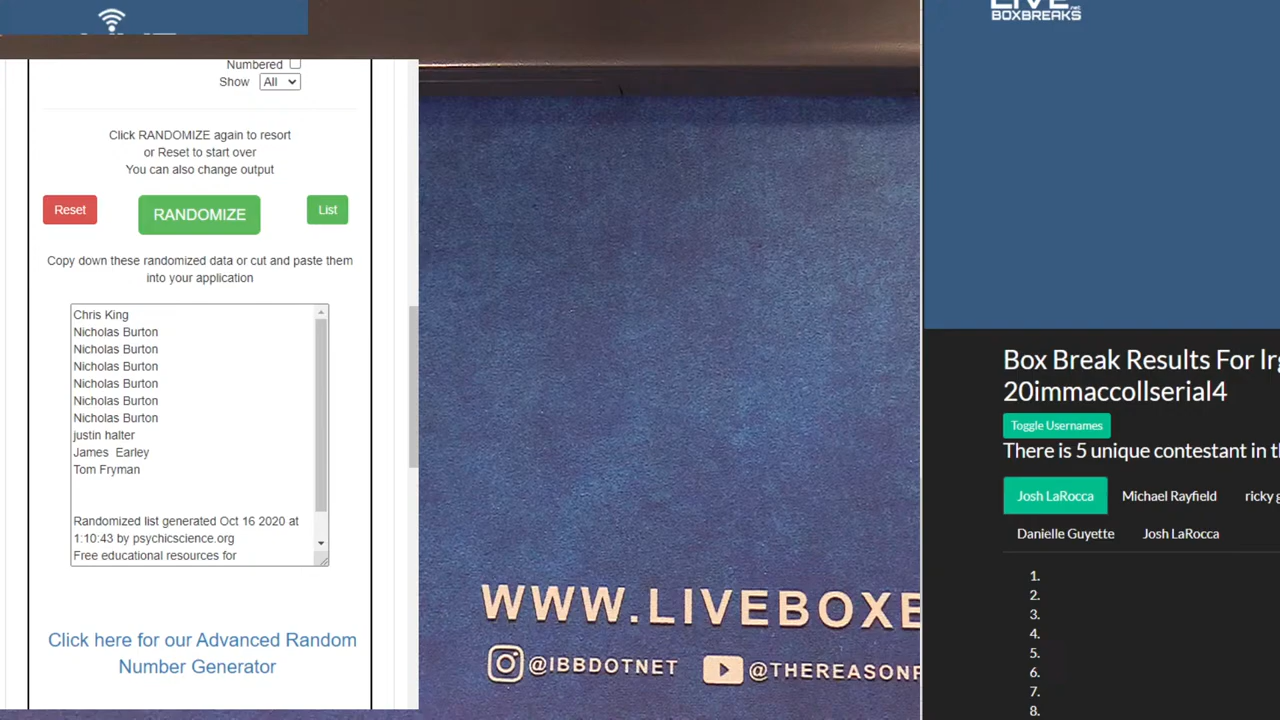 Numbered
Show All
Click RANDOMIZE again to resort
or Reset to start over
You can also change output
Reset RANDOMIZE List
Copy down these randomized data or cut and paste them
into your application
Chris King
Nicholas Burton
Nicholas Burton
Nicholas Burton
Nicholas Burton
Nicholas Burton
Nicholas Burton
justin halter
James  Earley
Tom Fryman
Randomized list generated Oct 16 2020 at
1:10:43 by psychicscience.org
Free educational resources for
Click here for our Advanced Random
Number Generator
WWW.LIVEBOXB
@IBBDOTNET @THEREASONF
LIVE.net
BOXBREAKS
Box Break Results For Irg
20immaccollserial4
Toggle Usernames
There is 5 unique contestant in th
Josh LaRocca Michael Rayfield ricky g
Danielle Guyette Josh LaRocca
1.
2.
3.
4.
5.
6.
7.
8.